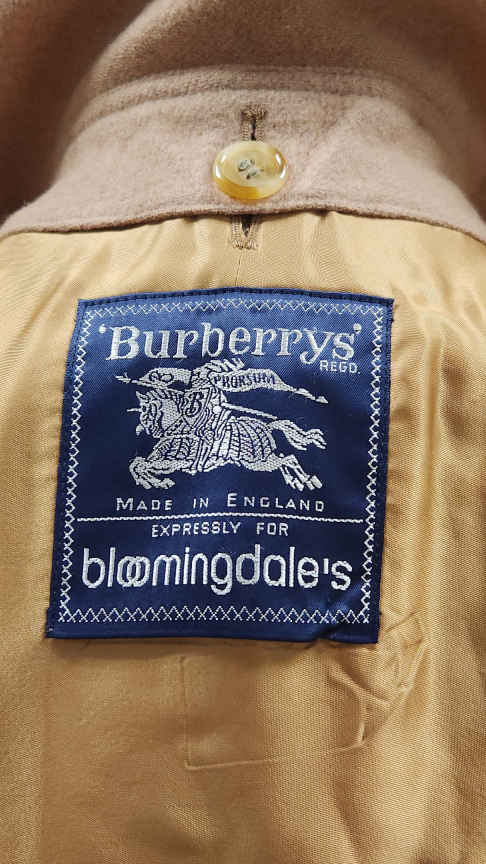 'Burberrys'
REGD.
PRORSUM
B
MADE IN ENGLAND
EXPRESSLY FOR
bloomingdale's